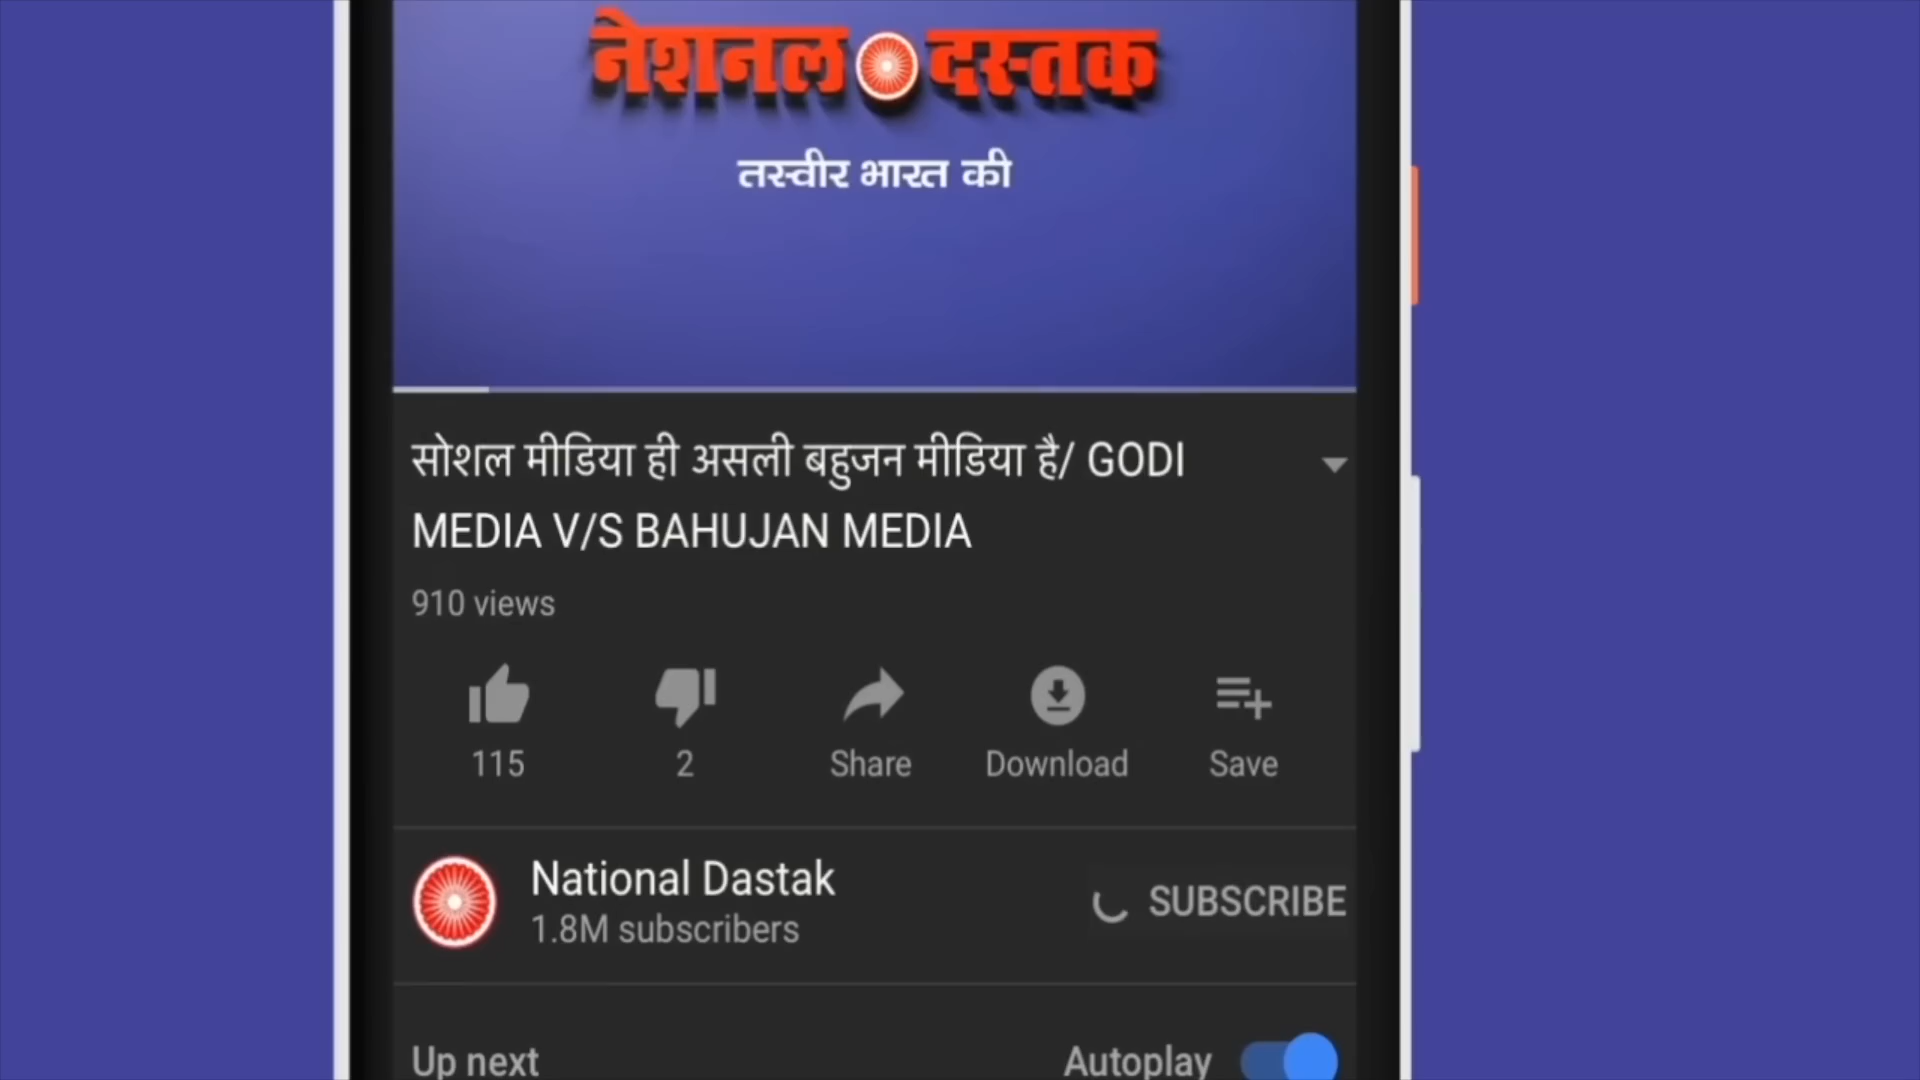 नेशनल दस्तक
तस्वीर भारत की
सोशल मीडिया ही असली बहुजन मीडिया है/ GODI
MEDIA V/S BAHUJAN MEDIA
910 views
115
2
Share
Download
Save
National Dastak
1.8M subscribers
SUBSCRIBE
Up next
Autoplay